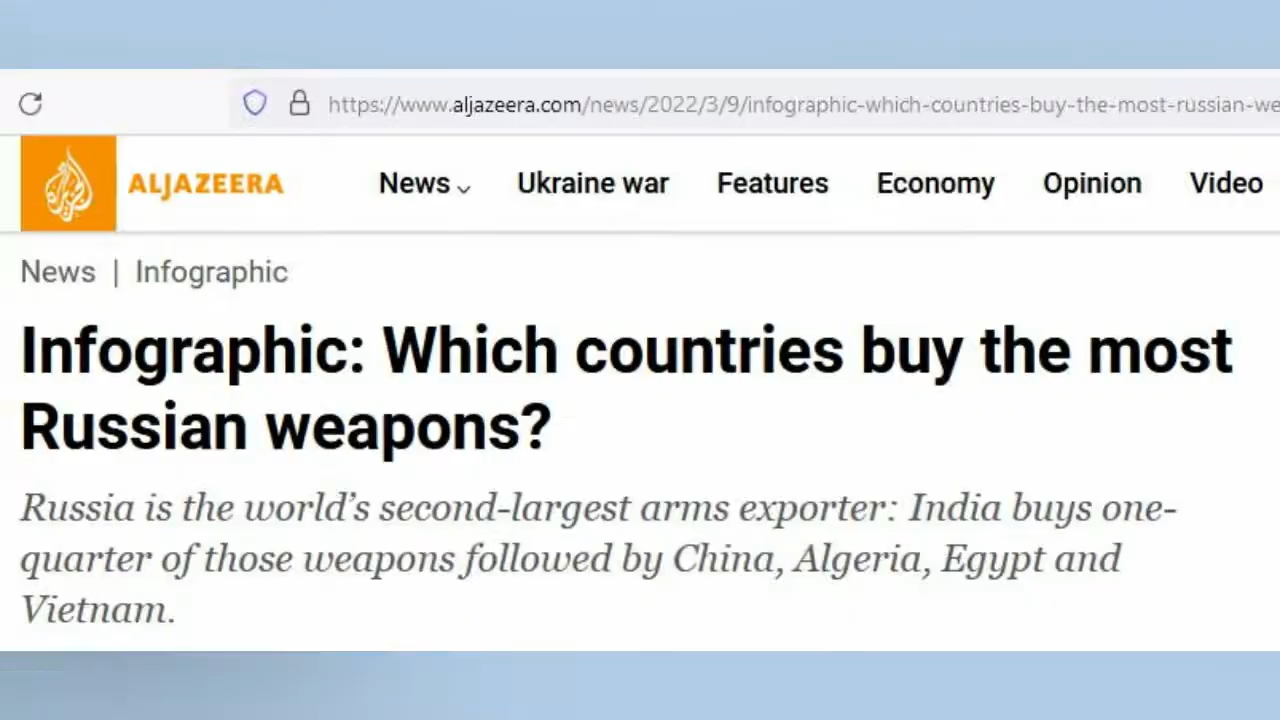 https://www.aljazeera.com/news/2022/3/9/infographic-which-countries-buy-the-most-russian-we
ALJAZEERA News Ukraine war Features Economy Opinion Video
News | Infographic
Infographic: Which countries buy the most
Russian weapons?
Russia is the world’s second-largest arms exporter: India buys one-
quarter of those weapons followed by China, Algeria, Egypt and
Vietnam.